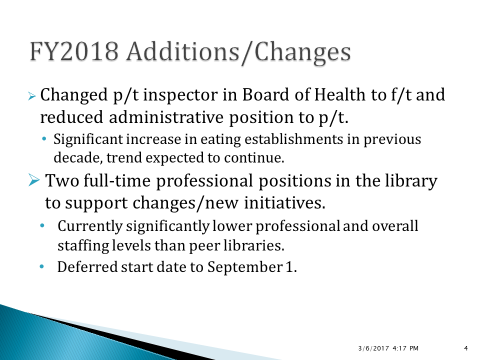 FY2018 Additions/Changes
Changed p/t inspector in Board of Health to f/t and
reduced administrative position to p/t.
Significant increase in eating establishments in previous
decade, trend expected to continue.
Two full-time professional positions in the library
to support changes/new initiatives.
Currently significantly lower professional and overall
staffing levels than peer libraries.
Deferred start date to September 1.
3/6/2017 4:17 PM 4